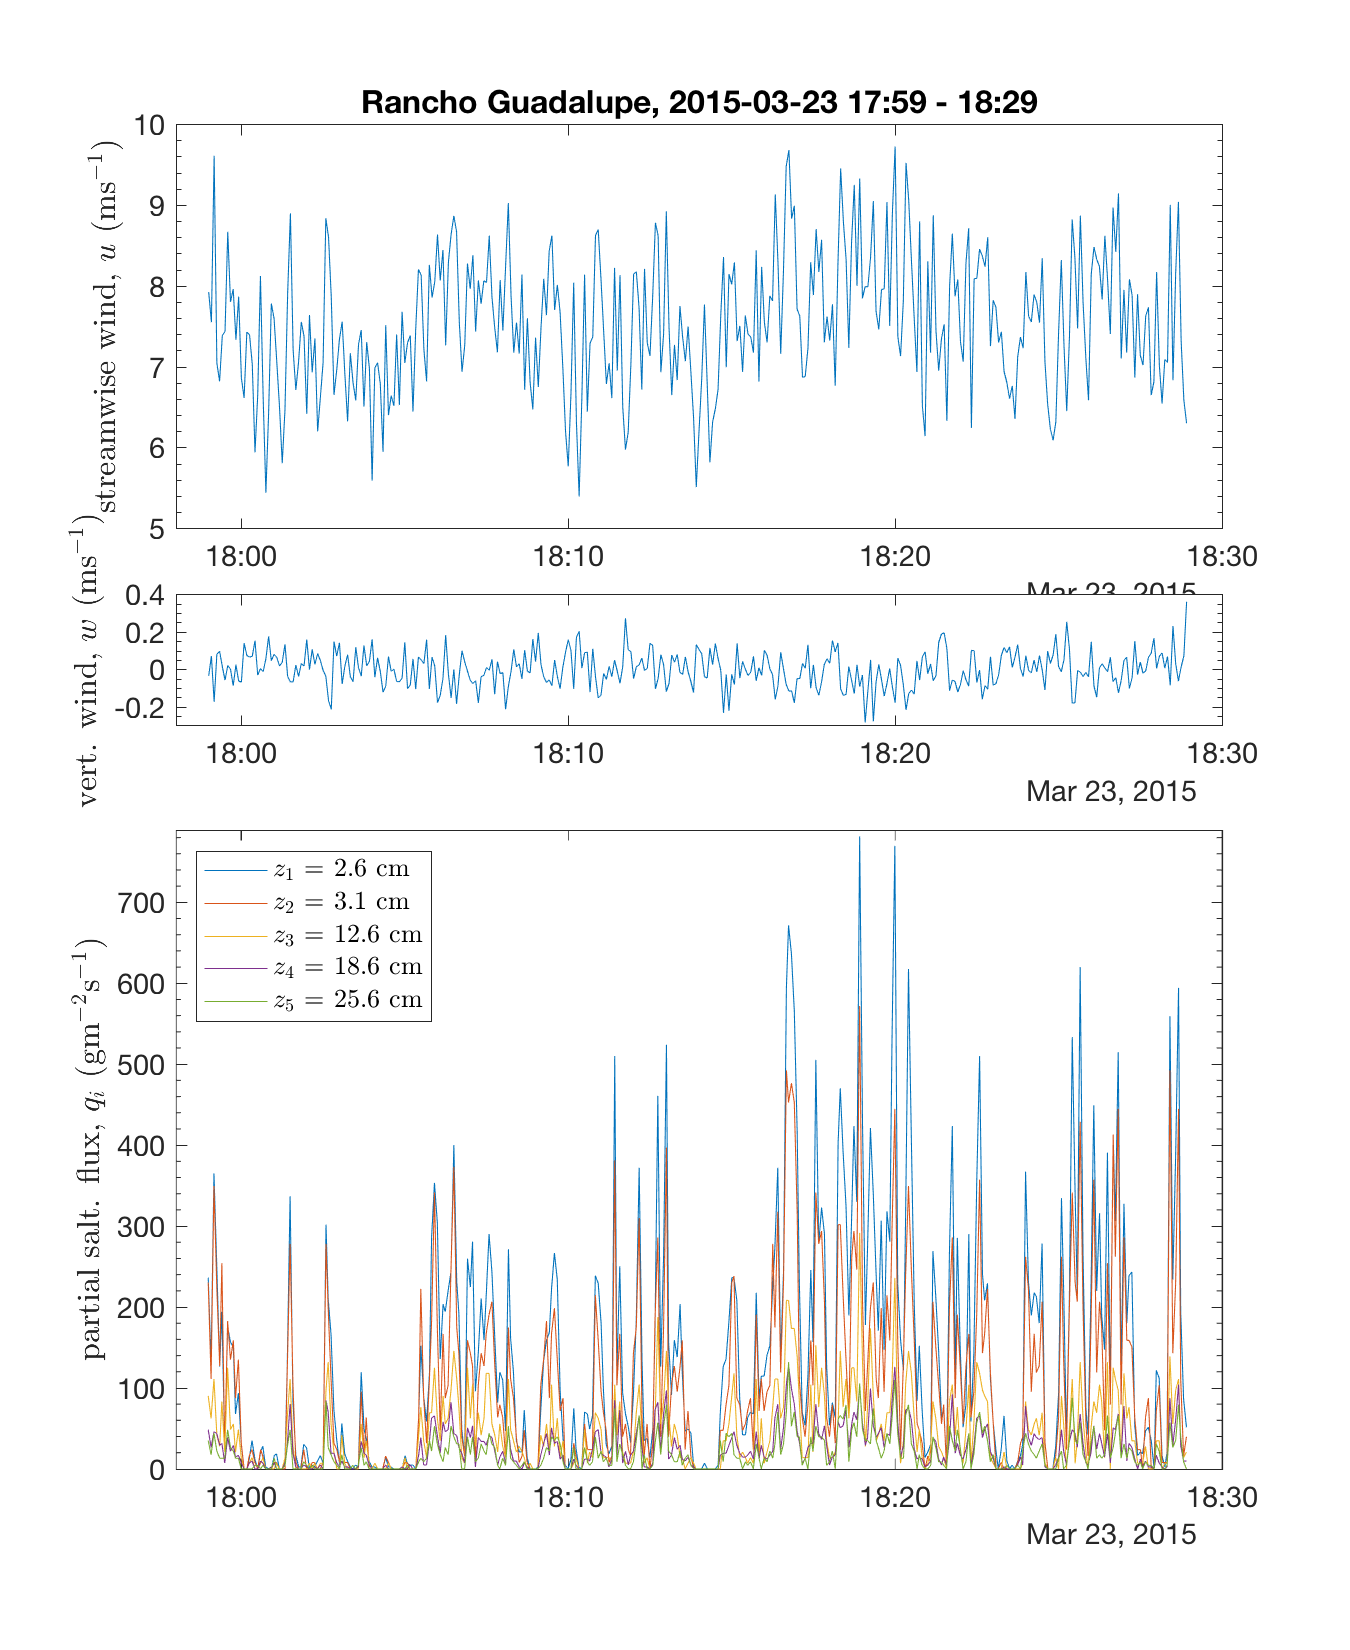 Rancho Guadalupe, 2015-03-23 17:59 - 18:29
streamwise wind, u (ms⁻¹)
10
9
8
7
6
5
18:00 18:10 18:20 18:30
Mar 23, 2015
vert. wind, w (ms⁻¹)
0.4
0.2
0
-0.2
18:00 18:10 18:20 18:30
Mar 23, 2015
partial salt. flux, qᵢ (gm⁻²s⁻¹)
z₁ = 2.6 cm
z₂ = 3.1 cm
z₃ = 12.6 cm
z₄ = 18.6 cm
z₅ = 25.6 cm
700
600
500
400
300
200
100
0
18:00 18:10 18:20 18:30
Mar 23, 2015